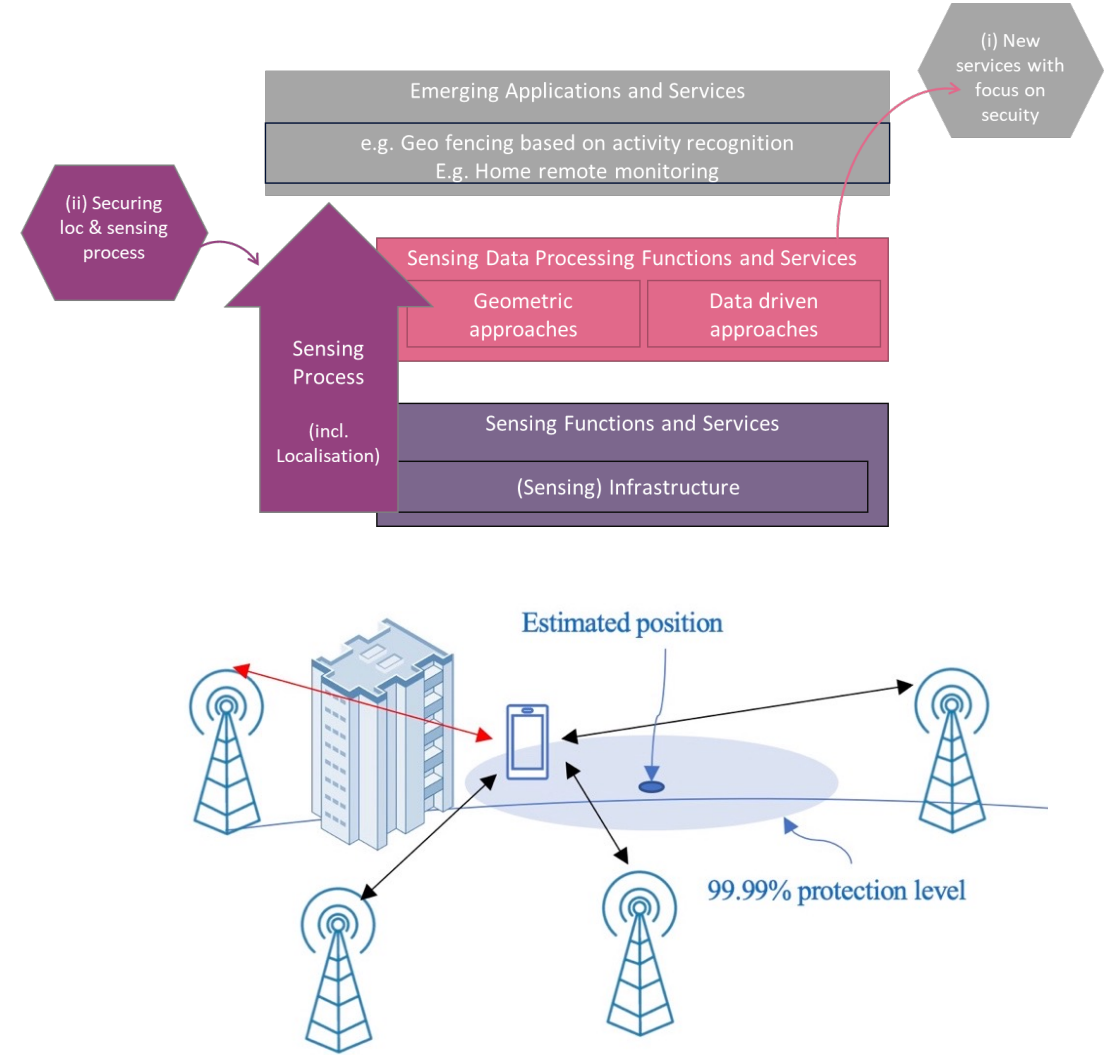 (i) New
services with
focus on
secuity
Emerging Applications and Services
e.g. Geo fencing based on activity recognition
E.g. Home remote monitoring
(ii) Securing
loc & sensing
process
Sensing Data Processing Functions and Services
Geometric
approaches
Data driven
approaches
Sensing
Process
(incl.
Localisation)
Sensing Functions and Services
(Sensing) Infrastructure
Estimated position
99.99% protection level